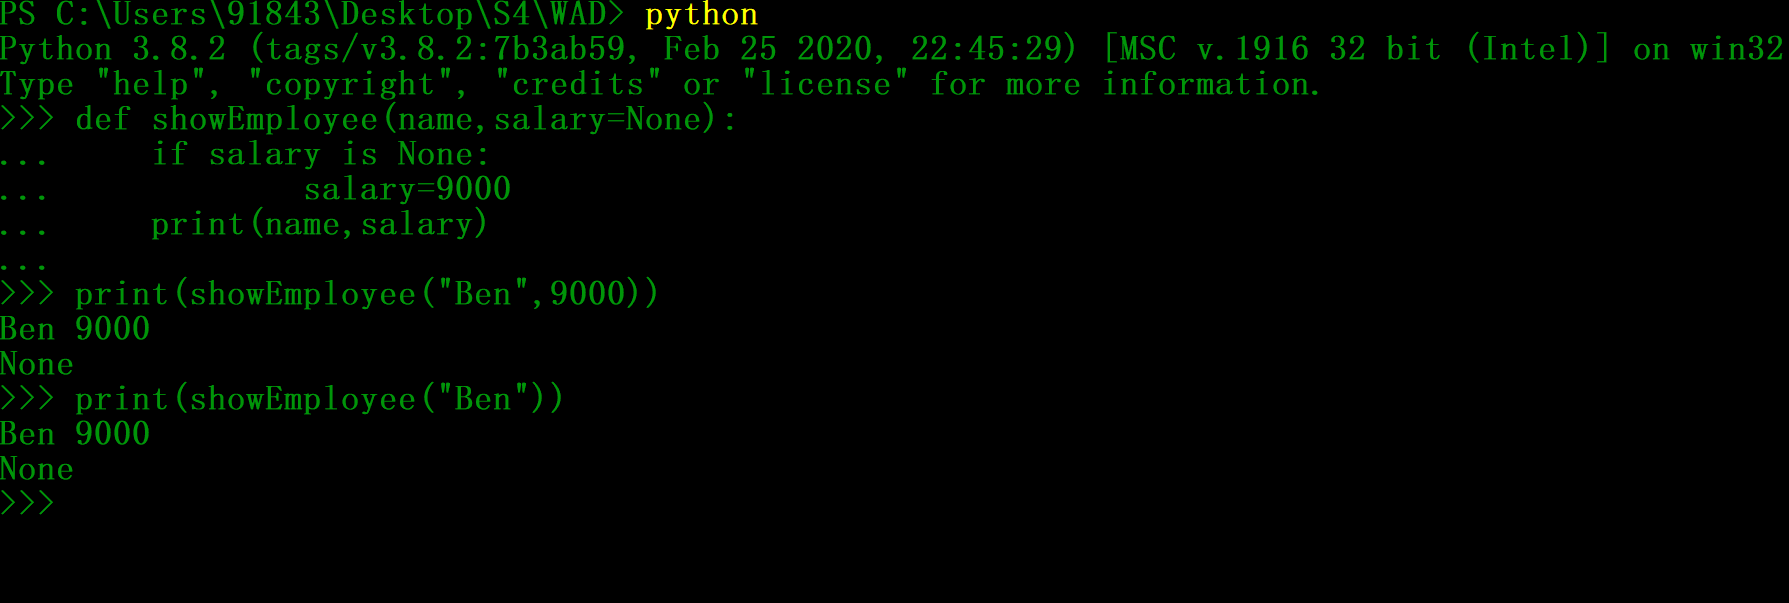 PS C:\Users\91843\Desktop\S4\WAD> python
Python 3.8.2 (tags/v3.8.2:7b3ab59, Feb 25 2020, 22:45:29) [MSC v.1916 32 bit (Intel)] on win32
Type "help", "copyright", "credits" or "license" for more information.
>>> def showEmployee(name,salary=None):
...     if salary is None:
...             salary=9000
...     print(name,salary)
...
>>> print(showEmployee("Ben",9000))
Ben 9000
None
>>> print(showEmployee("Ben"))
Ben 9000
None
>>>